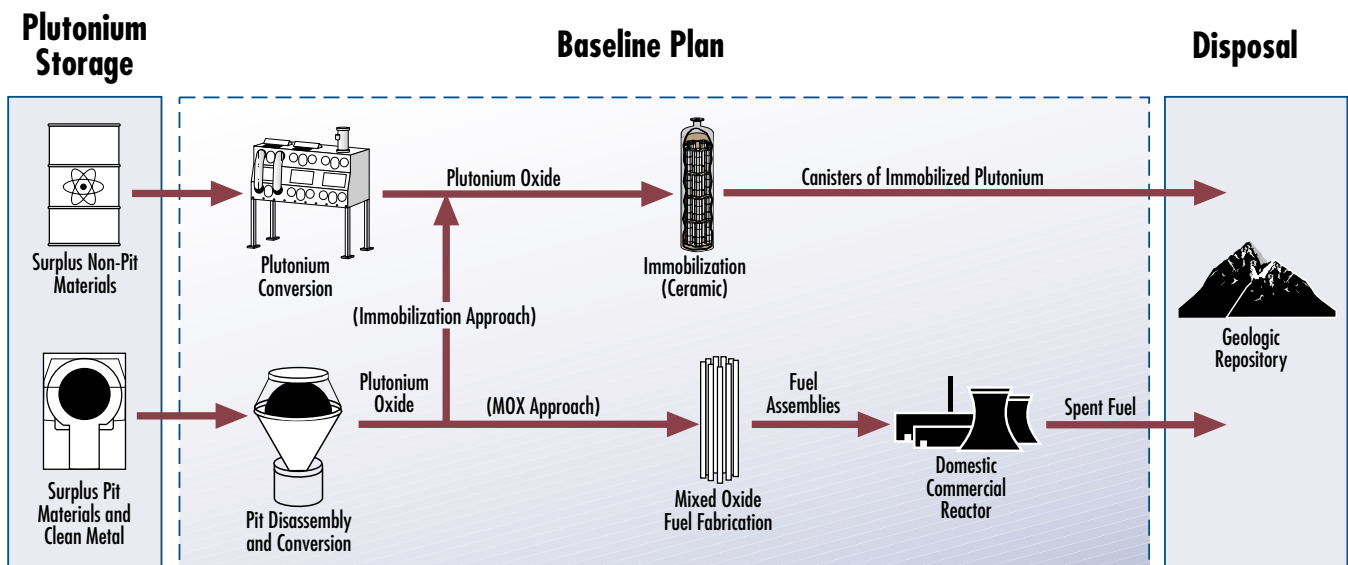 Plutonium
Storage
Baseline Plan
Disposal
Surplus Non-Pit
Materials
Plutonium
Conversion
Plutonium Oxide
Immobilization
(Ceramic)
Canisters of Immobilized Plutonium
(Immobilization Approach)
Geologic
Repository
Surplus Pit
Materials and
Clean Metal
Pit Disassembly
and Conversion
Plutonium
Oxide
(MOX Approach)
Mixed Oxide
Fuel Fabrication
Fuel
Assemblies
Domestic
Commercial
Reactor
Spent Fuel